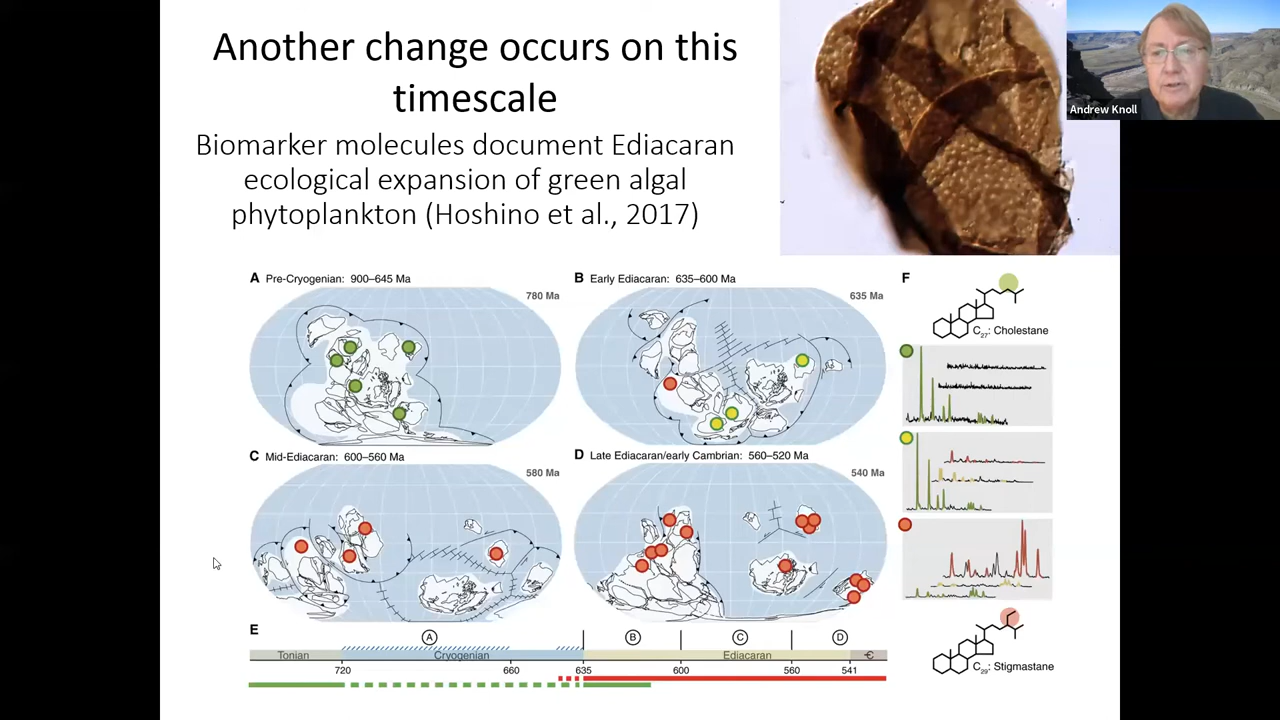 Another change occurs on this
timescale
Biomarker molecules document Ediacaran
ecological expansion of green algal
phytoplankton (Hoshino et al., 2017)
Andrew Knoll
A Pre-Cryogenian: 900–645 Ma
780 Ma
B Early Ediacaran: 635–600 Ma
635 Ma
C Mid-Ediacaran: 600–560 Ma
580 Ma
D Late Ediacaran/early Cambrian: 560–520 Ma
540 Ma
E
A
B
C
D
Tonian
Cryogenian
Ediacaran
Ꞓ
720
660
635
600
560
541
F
C27: Cholestane
C29: Stigmastane